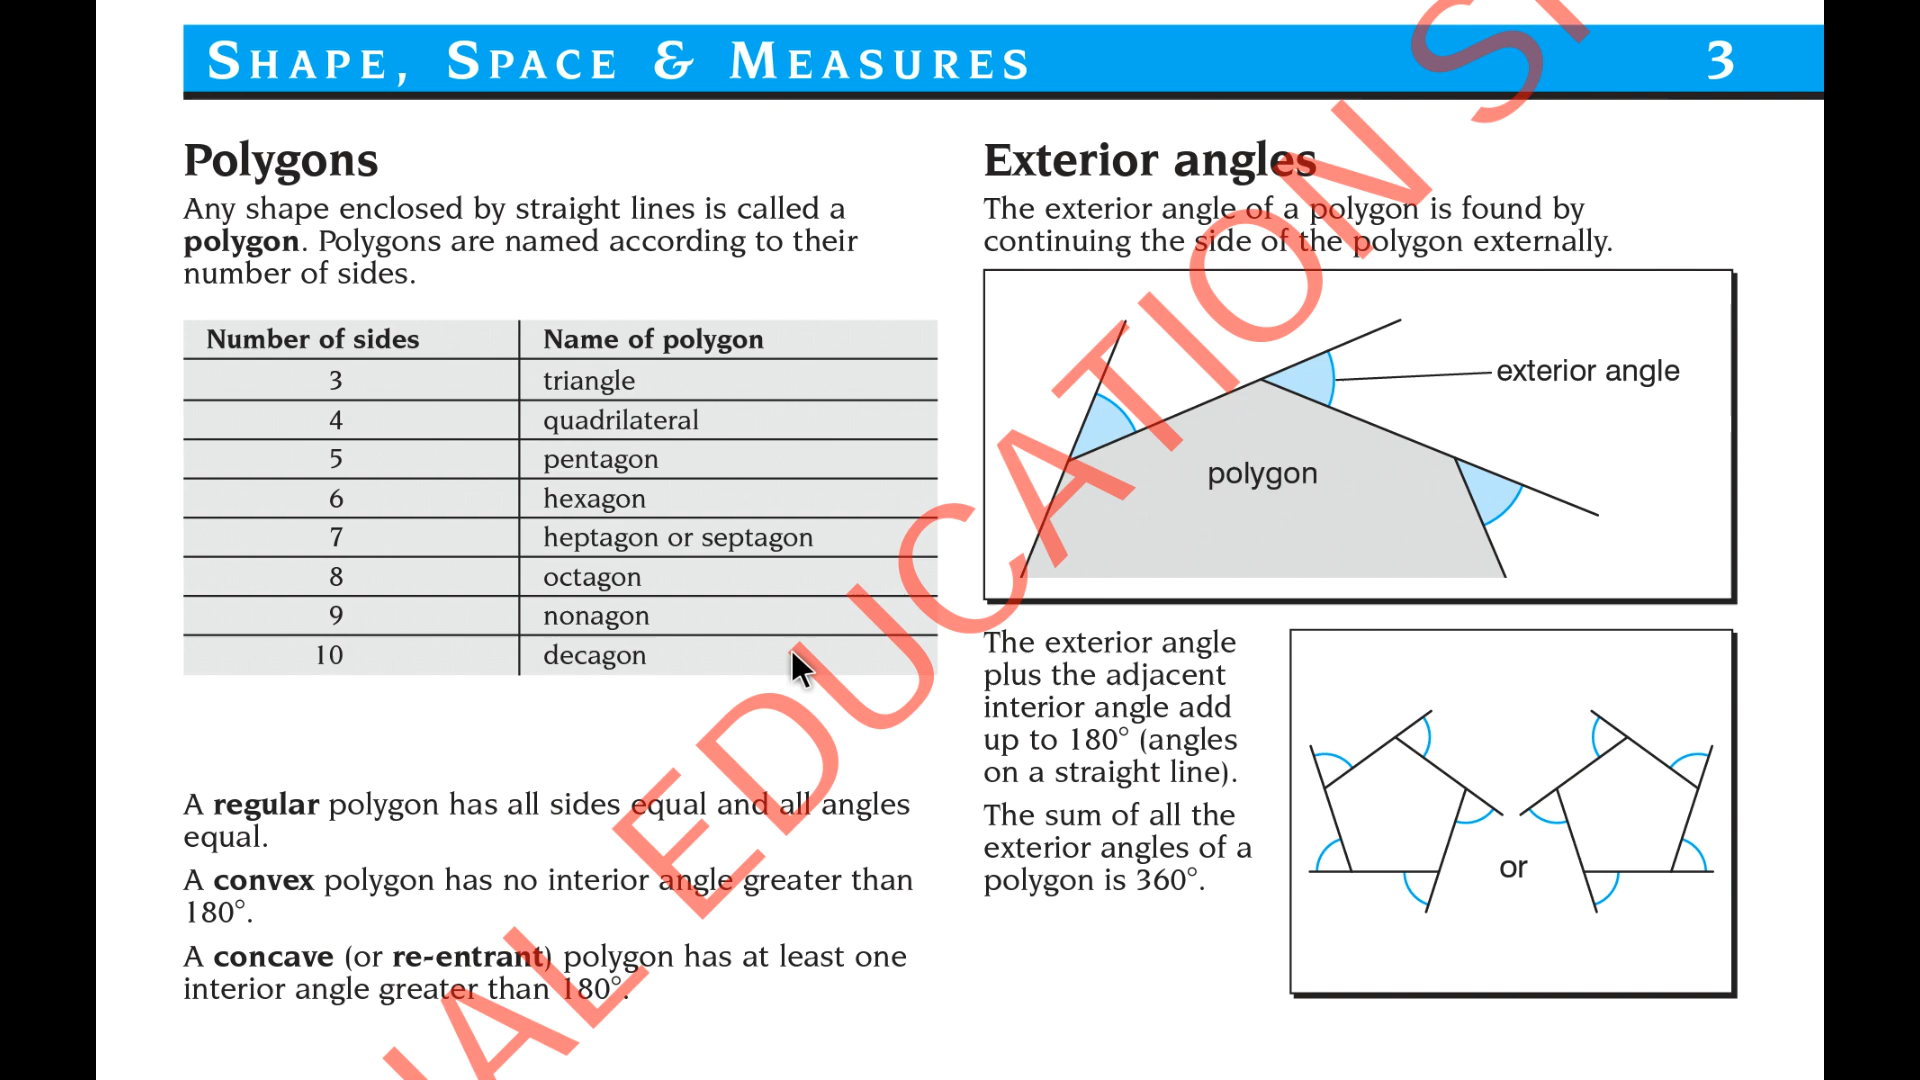 SHAPE, SPACE & MEASURES 3
Polygons
Any shape enclosed by straight lines is called a
polygon. Polygons are named according to their
number of sides.
Number of sides Name of polygon
3 triangle
4 quadrilateral
5 pentagon
6 hexagon
7 heptagon or septagon
8 octagon
9 nonagon
10 decagon
A regular polygon has all sides equal and all angles
equal.
A convex polygon has no interior angle greater than
180°.
A concave (or re-entrant) polygon has at least one
interior angle greater than 180°.
Exterior angles
The exterior angle of a polygon is found by
continuing the side of the polygon externally.
exterior angle
polygon
The exterior angle
plus the adjacent
interior angle add
up to 180° (angles
on a straight line).
The sum of all the
exterior angles of a
polygon is 360°.
or
EDUCATION